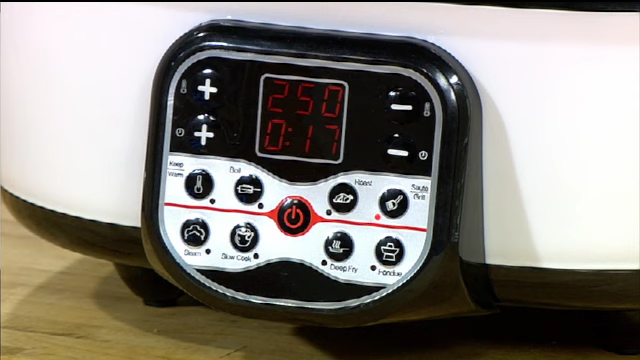 250
0:17
Keep
Warm
Boil
Roast
Saute
Grill
Steam
Slow Cook
Deep Fry
Fondue